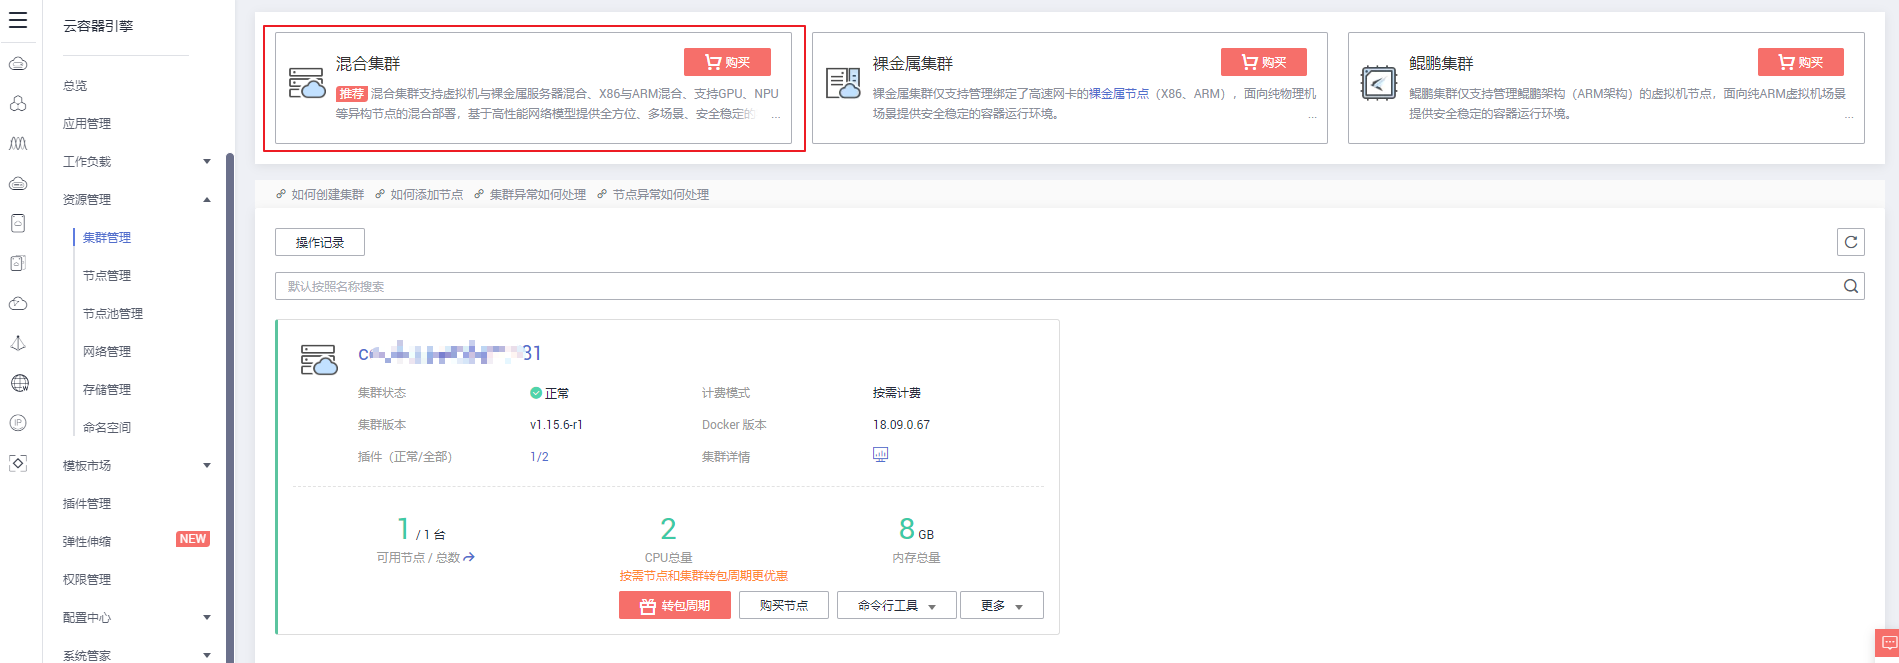 云容器引擎
总览
应用管理
工作负载
资源管理
集群管理
节点管理
节点池管理
网络管理
存储管理
命名空间
模板市场
插件管理
弹性伸缩 NEW
权限管理
配置中心
系统管家
IP
混合集群
购买
推荐 混合集群支持虚拟机与裸金属服务器混合、X86与ARM混合、支持GPU、NPU
等异构节点的混合部署，基于高性能网络模型提供全方位、多场景、安全稳定的 ...
裸金属集群
购买
裸金属集群仅支持管理绑定了高速网卡的裸金属节点（X86、ARM），面向纯物理机
场景提供安全稳定的容器运行环境。 ...
鲲鹏集群
购买
鲲鹏集群仅支持管理鲲鹏架构（ARM架构）的虚拟机节点，面向纯ARM虚拟机场景
提供安全稳定的容器运行环境。 ...
如何创建集群 如何添加节点 集群异常如何处理 节点异常如何处理
操作记录
默认按照名称搜索
31
集群状态 正常 计费模式 按需计费
集群版本 v1.15.6-r1 Docker 版本 18.09.0.67
插件（正常/全部） 1/2 集群详情
1 / 1 台 2 8 GB
可用节点 / 总数 CPU总量 内存总量
按需节点和集群转包周期更优惠
转包周期 购买节点 命令行工具 更多